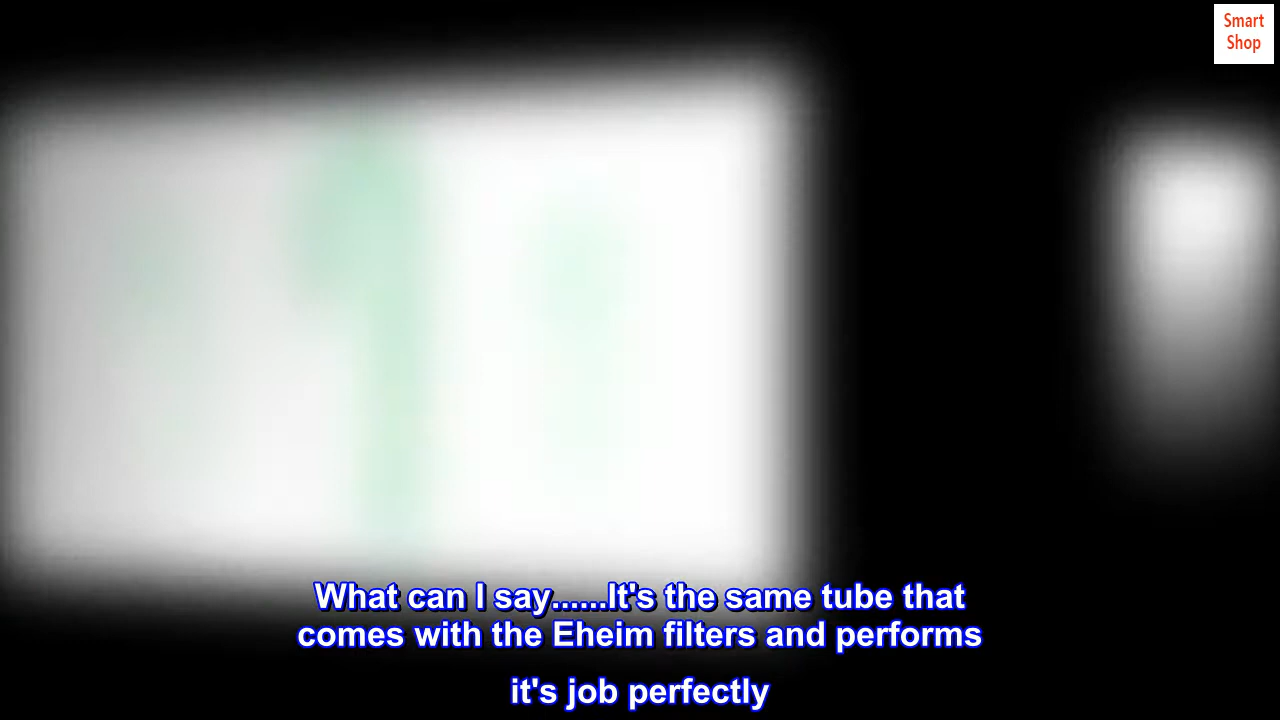 Smart
Shop
What can I say......It's the same tube that
comes with the Eheim filters and performs
it's job perfectly